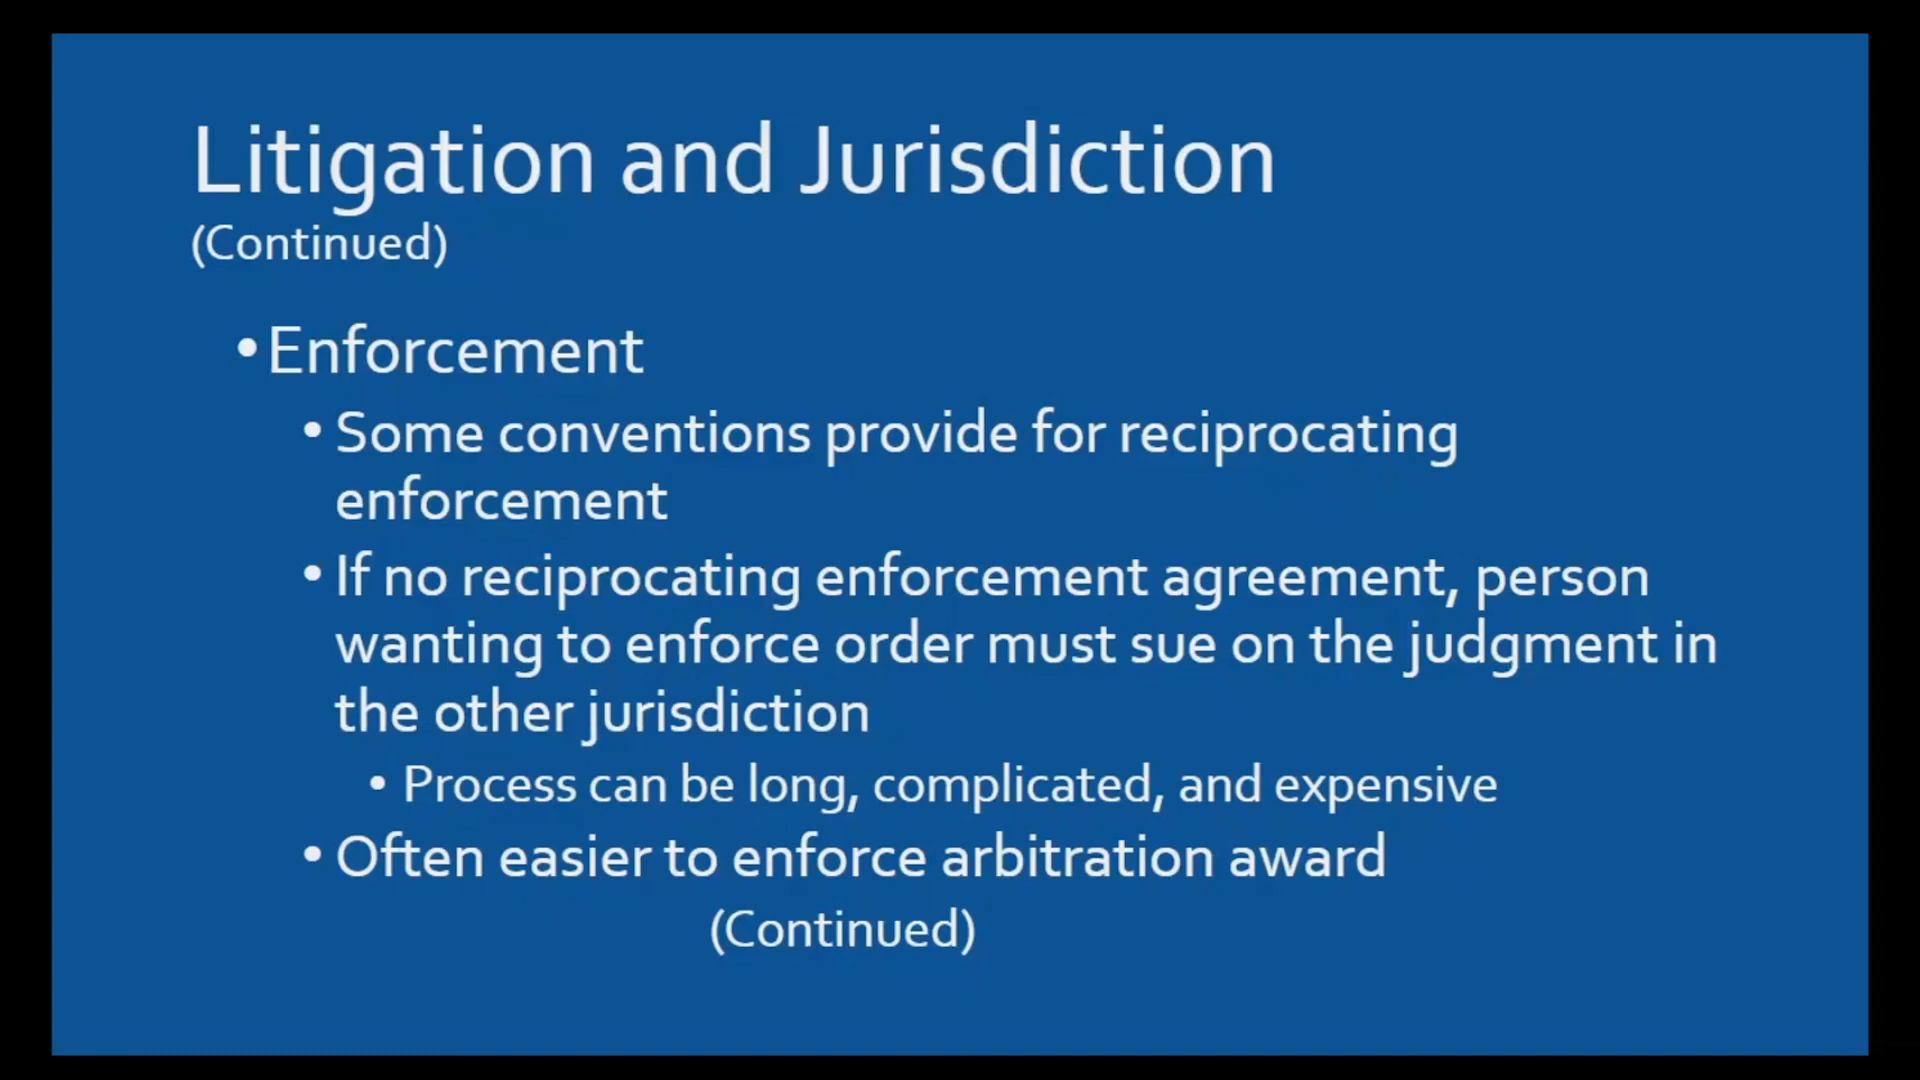 Litigation and Jurisdiction
(Continued)
•Enforcement
•Some conventions provide for reciprocating
enforcement
•If no reciprocating enforcement agreement, person
wanting to enforce order must sue on the judgment in
the other jurisdiction
• Process can be long, complicated, and expensive
•Often easier to enforce arbitration award
(Continued)